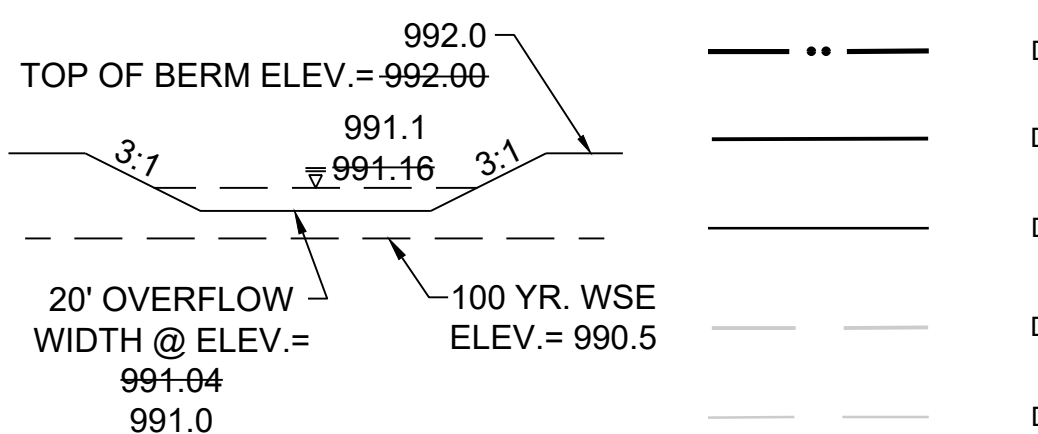 992.0
TOP OF BERM ELEV.= 992.00
991.1
991.16
3:1
3:1
20' OVERFLOW
WIDTH @ ELEV.=
991.04
991.0
100 YR. WSE
ELEV.= 990.5